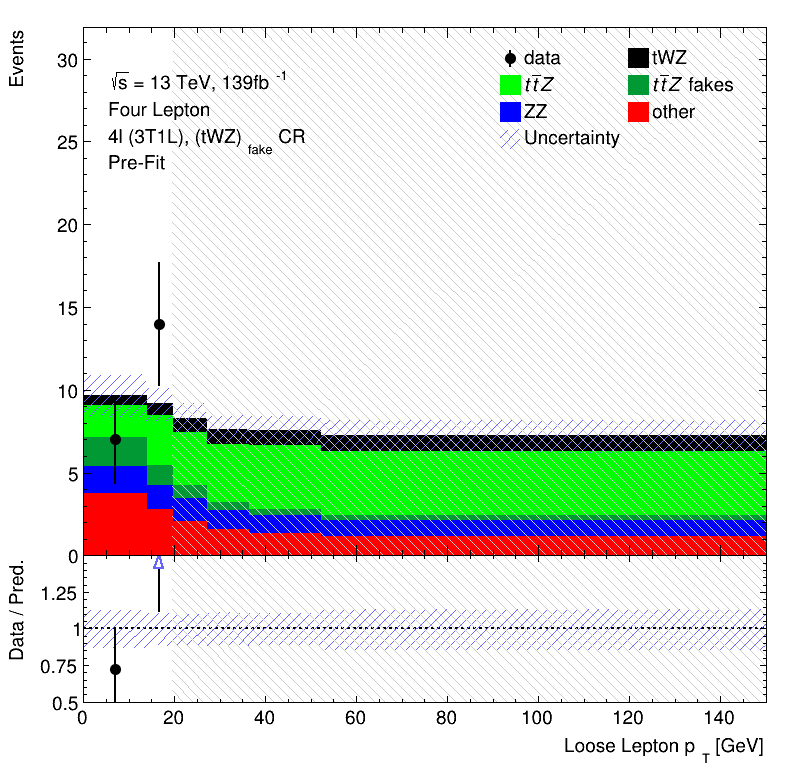 Events
30
25
20
15
10
5
0
√s = 13 TeV, 139fb -1
Four Lepton
4l (3T1L), (tWZ) fake CR
Pre-Fit
data
tWZ
tt̄Z
tt̄Z fakes
ZZ
other
Uncertainty
Data / Pred.
1.25
1
0.75
0.5
0 20 40 60 80 100 120 140
Loose Lepton p T [GeV]